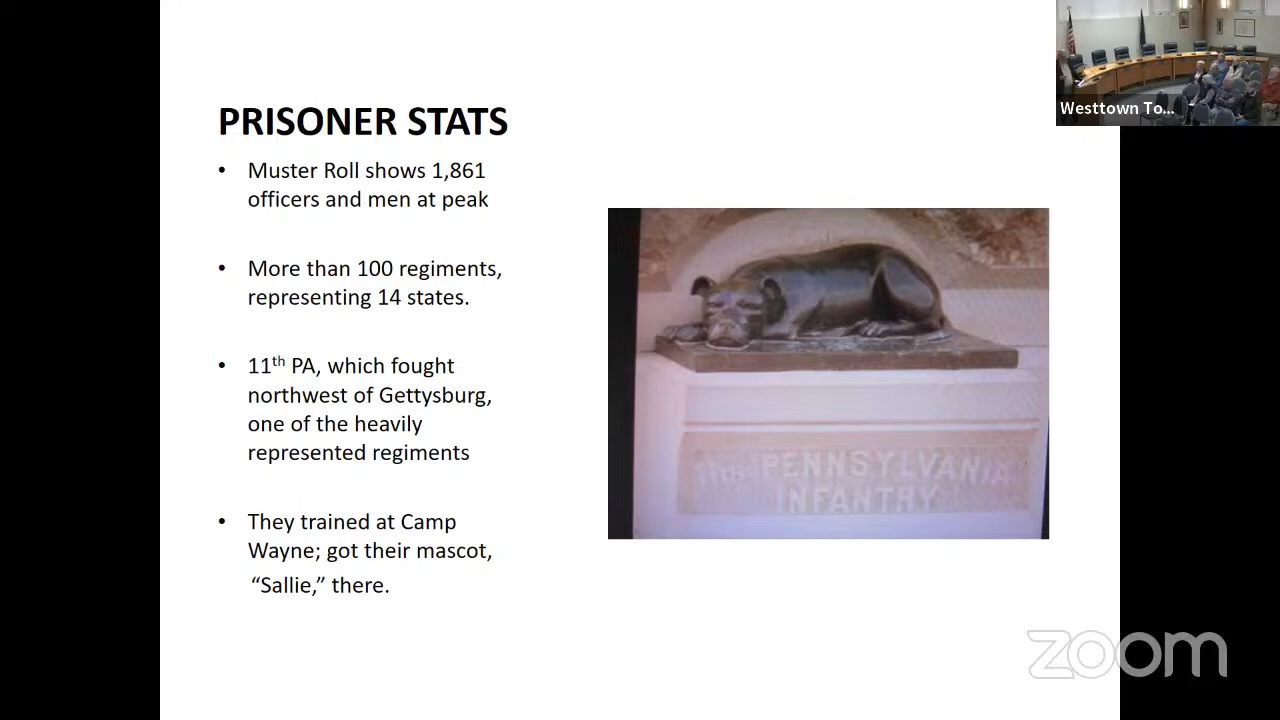 PRISONER STATS
• Muster Roll shows 1,861
officers and men at peak
• More than 100 regiments,
representing 14 states.
• 11th PA, which fought
northwest of Gettysburg,
one of the heavily
represented regiments
• They trained at Camp
Wayne; got their mascot,
“Sallie,” there.
11th PENNSYLVANIA
INFANTRY
Westtown To...
zoom